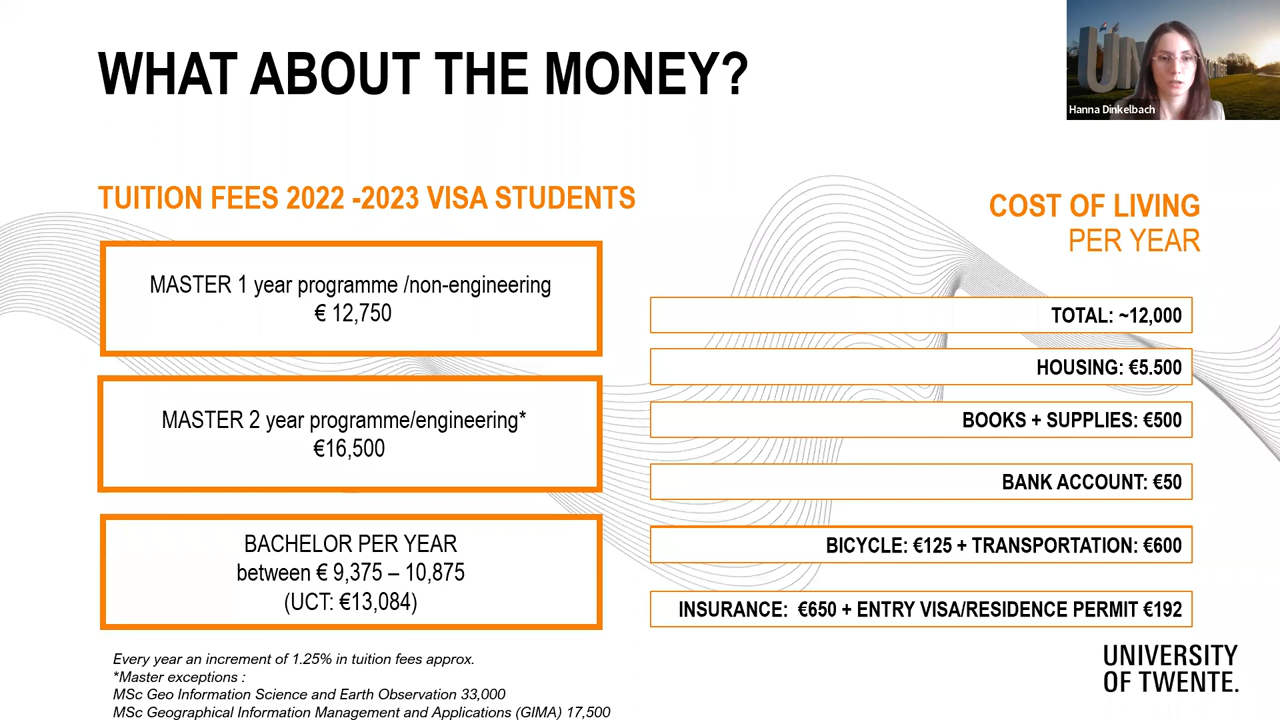 WHAT ABOUT THE MONEY?
Hanna Dinkelbach
TUITION FEES 2022 -2023 VISA STUDENTS
MASTER 1 year programme /non-engineering
€ 12,750
MASTER 2 year programme/engineering*
€16,500
BACHELOR PER YEAR
between € 9,375 – 10,875
(UCT: €13,084)
Every year an increment of 1.25% in tuition fees approx.
*Master exceptions :
MSc Geo Information Science and Earth Observation 33,000
MSc Geographical Information Management and Applications (GIMA) 17,500
COST OF LIVING
PER YEAR
TOTAL: ~12,000
HOUSING: €5.500
BOOKS + SUPPLIES: €500
BANK ACCOUNT: €50
BICYCLE: €125 + TRANSPORTATION: €600
INSURANCE: €650 + ENTRY VISA/RESIDENCE PERMIT €192
UNIVERSITY
OF TWENTE.